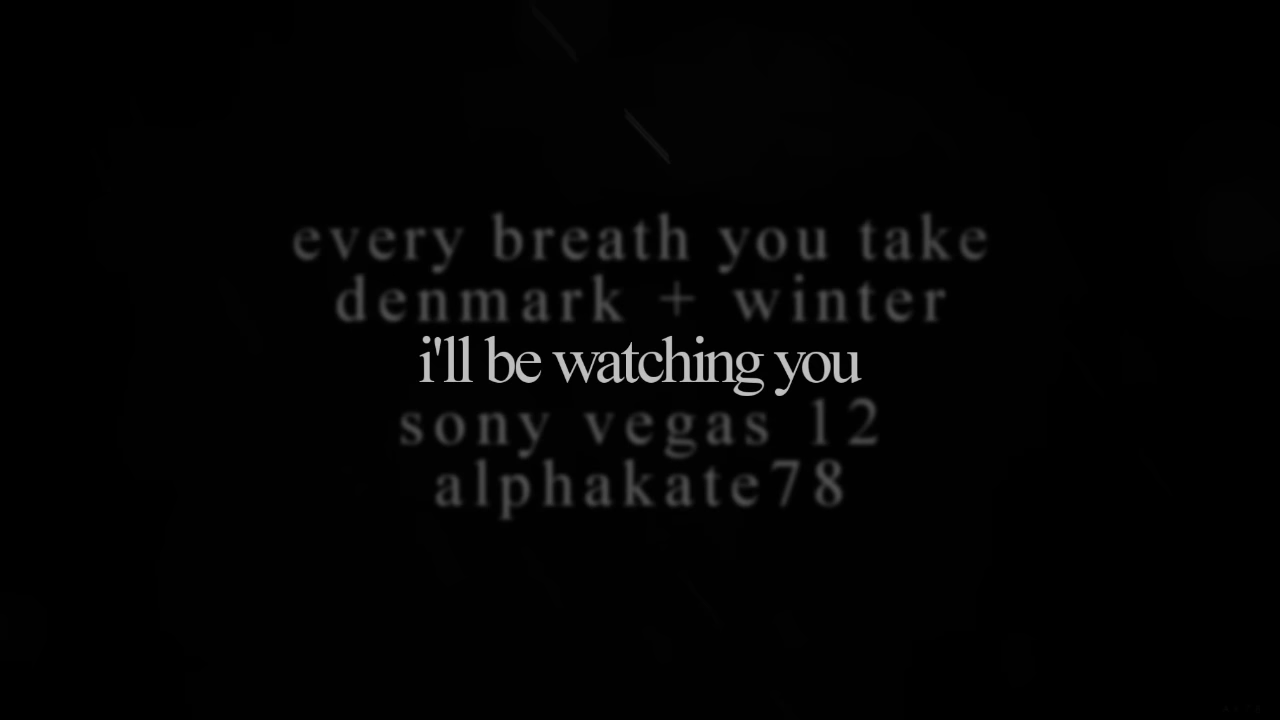 every breath you take
denmark + winter
i'll be watching you
sony vegas 12
alphakate78